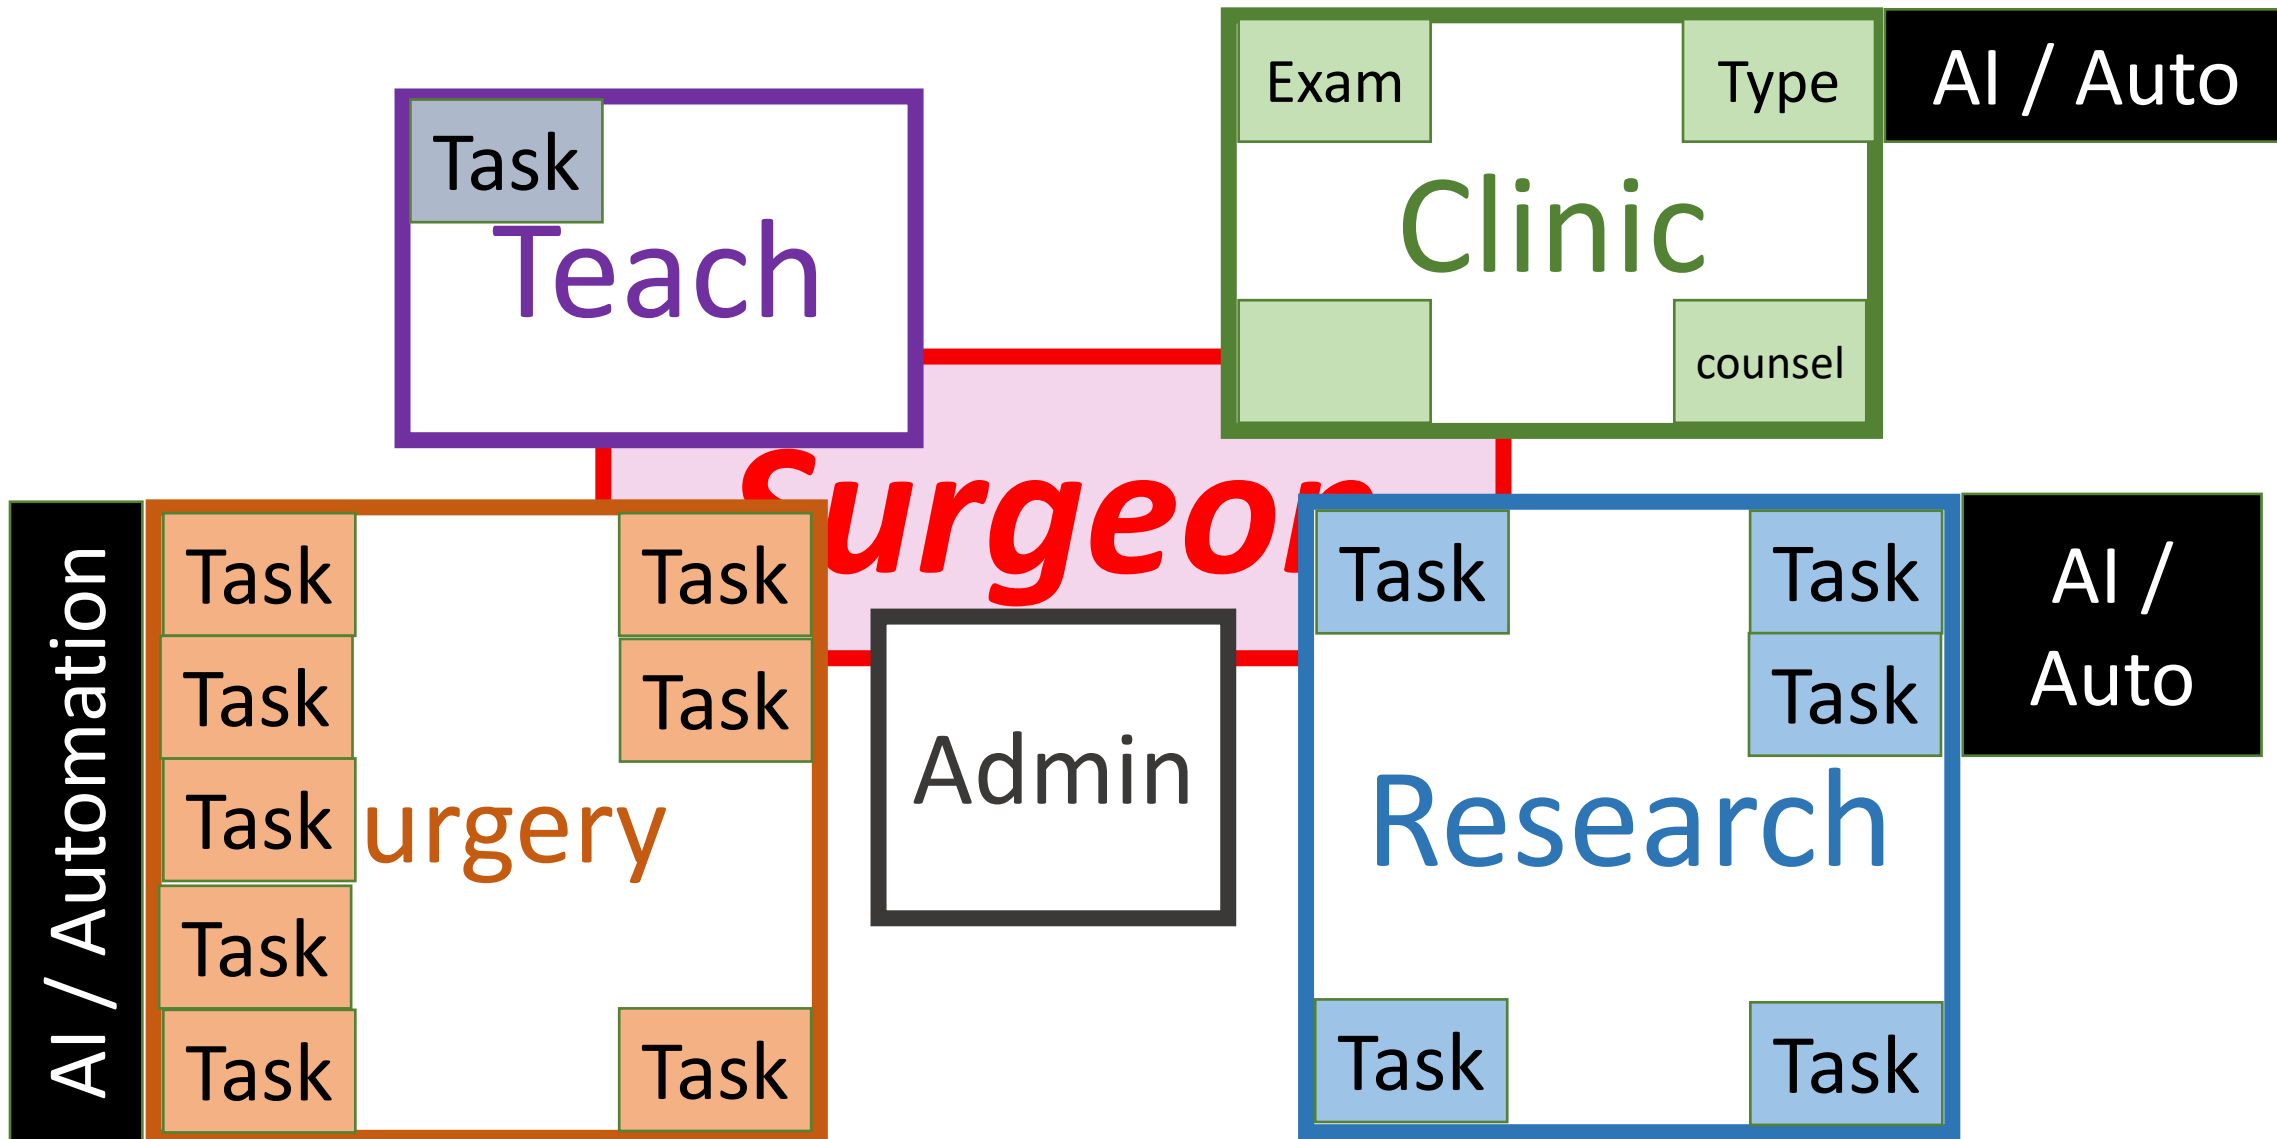 Exam
Type
AI / Auto
Task
Teach
Clinic
counsel
Surgeon
AI / Automation
Task
Task
Task
Task
Task
Task
Task
Task
urgery
Admin
Task
Task
Task
Research
Task
Task
AI /
Auto